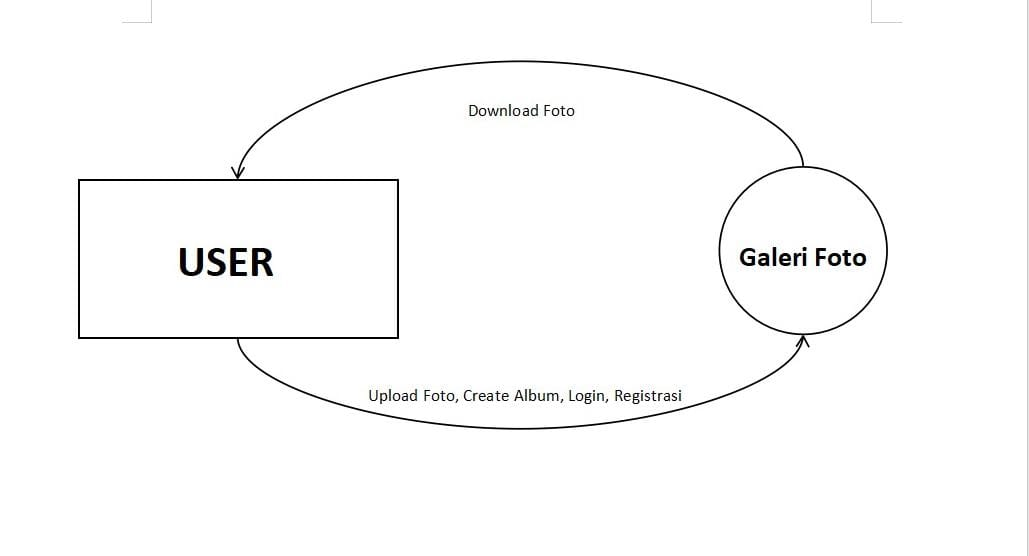 Download Foto
USER
Galeri Foto
Upload Foto, Create Album, Login, Registrasi